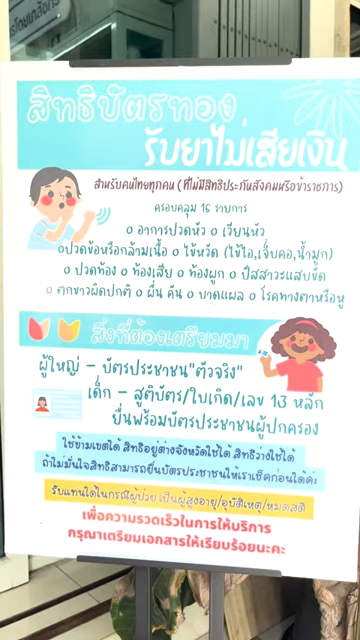 สิทธิบัตรทอง
รับยาไม่เสียเงิน
สำหรับคนไทยทุกคน (ที่ไม่มีสิทธิประกันสังคมหรือข้าราชการ)
ครอบคลุม 16 รายการ
o อาการปวดหัว o เวียนหัว
o ปวดข้อหรือกล้ามเนื้อ o ไข้หวัด (ไข้ไอ,เจ็บคอ,น้ำมูก)
o ปวดท้อง o ท้องเสีย o ท้องผูก o ปัสสาวะแสบขัด
o ตกขาวผิดปกติ o ผื่น คัน o บาดแผล o โรคทางตาหรือหู
สิ่งที่ต้องเตรียมมา
ผู้ใหญ่ – บัตรประชาชน"ตัวจริง"
เด็ก – สูติบัตร/ใบเกิด/เลข 13 หลัก
ยื่นพร้อมบัตรประชาชนผู้ปกครอง
ใช้ข้ามเขตได้ สิทธิอยู่ต่างจังหวัดใช้ได้ สิทธิว่างใช้ได้
ถ้าไม่มั่นใจสิทธิสามารถยื่นบัตรประชาชนให้เราเช็คก่อนได้ค่ะ
รับแทนได้ในกรณีผู้ป่วย เป็นผู้สูงอายุ/อุบัติเหตุ/หมดสติ
เพื่อความรวดเร็วในการให้บริการ
กรุณาเตรียมเอกสารให้เรียบร้อยนะคะ